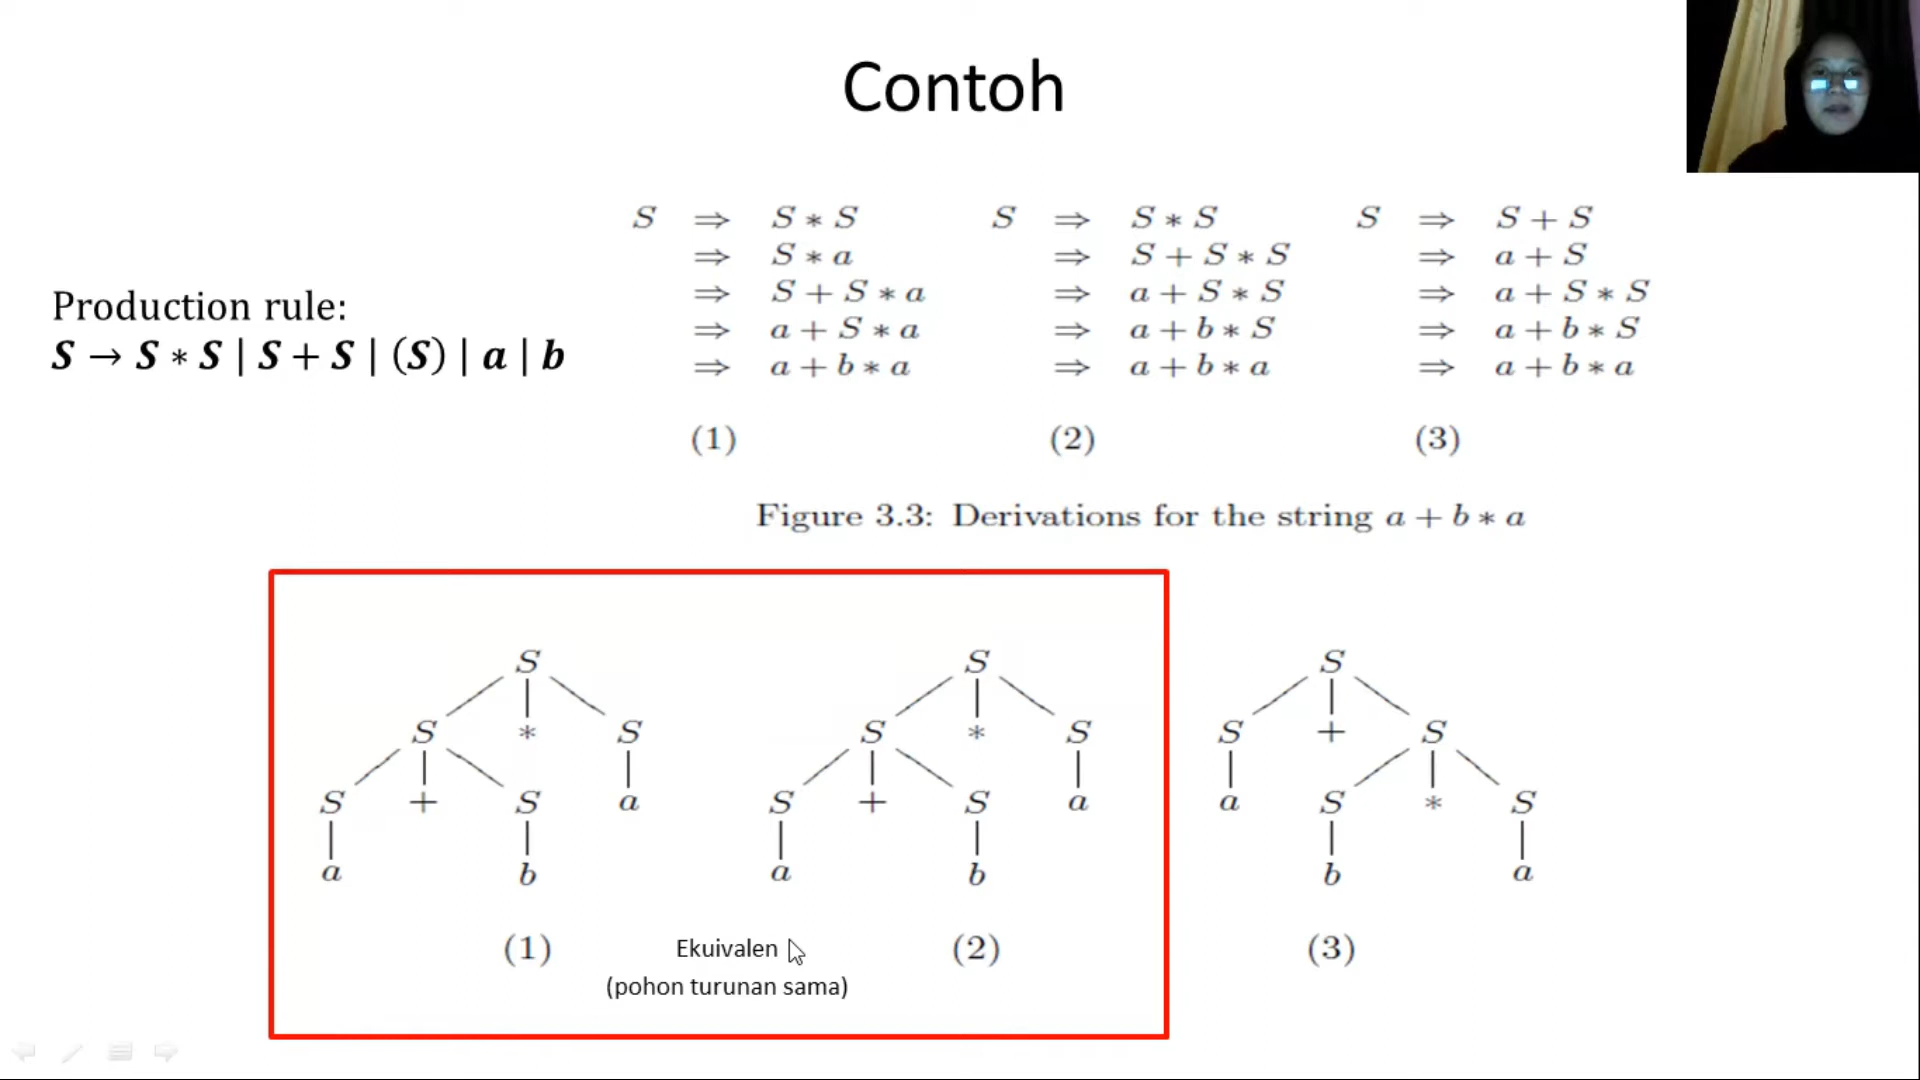 Contoh
Production rule:
S → S ∗ S | S + S | (S) | a | b
S ⇒ S ∗ S
⇒ S ∗ a
⇒ S + S ∗ a
⇒ a + S ∗ a
⇒ a + b ∗ a
(1)
S ⇒ S ∗ S
⇒ S + S ∗ S
⇒ a + S ∗ S
⇒ a + b ∗ S
⇒ a + b ∗ a
(2)
S ⇒ S + S
⇒ a + S
⇒ a + S ∗ S
⇒ a + b ∗ S
⇒ a + b ∗ a
(3)
Figure 3.3: Derivations for the string a + b ∗ a
S
S ∗ S
S + S a
a b
(1)
S
S ∗ S
S + S a
a b
(2)
Ekuivalen
(pohon turunan sama)
S
S + S
a S ∗ S
b a
(3)